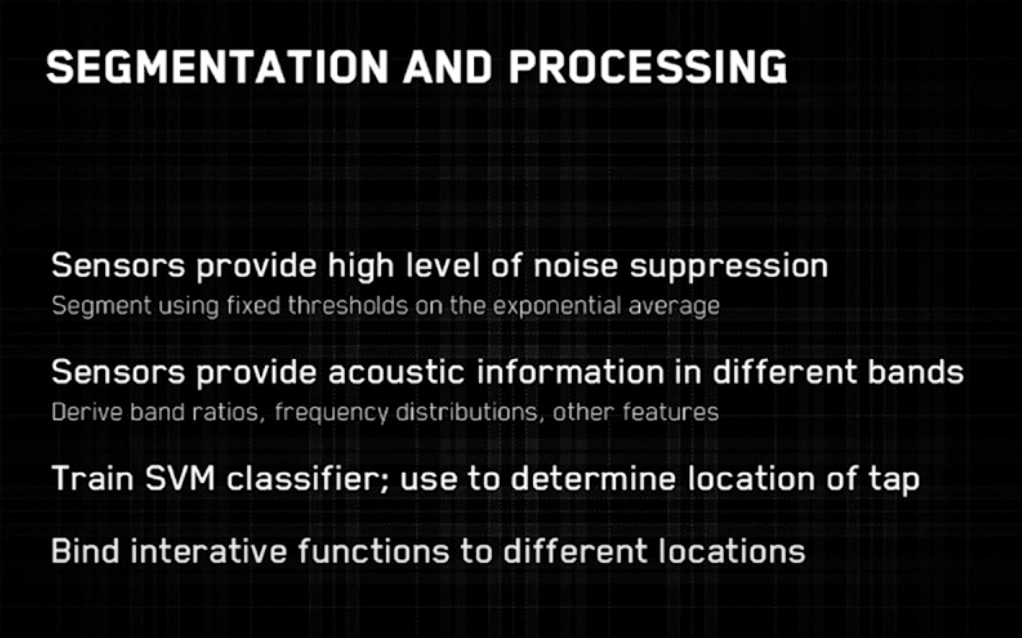 SEGMENTATION AND PROCESSING
Sensors provide high level of noise suppression
Segment using fixed thresholds on the exponential average
Sensors provide acoustic information in different bands
Derive band ratios, frequency distributions, other features
Train SVM classifier; use to determine location of tap
Bind interative functions to different locations